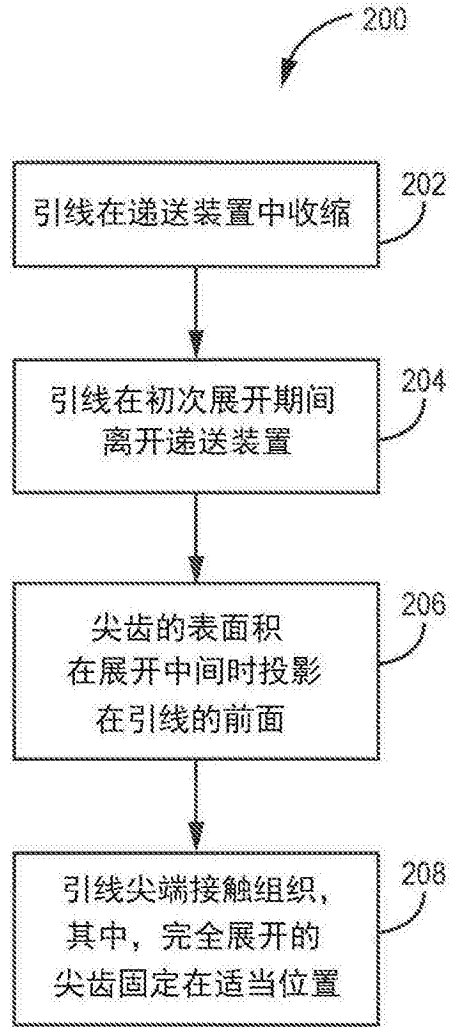 200
引线在递送装置中收缩
202
引线在初次展开期间
离开递送装置
204
尖齿的表面积
在展开中间时投影
在引线的前面
206
引线尖端接触组织，
其中，完全展开的
尖齿固定在适当位置
208